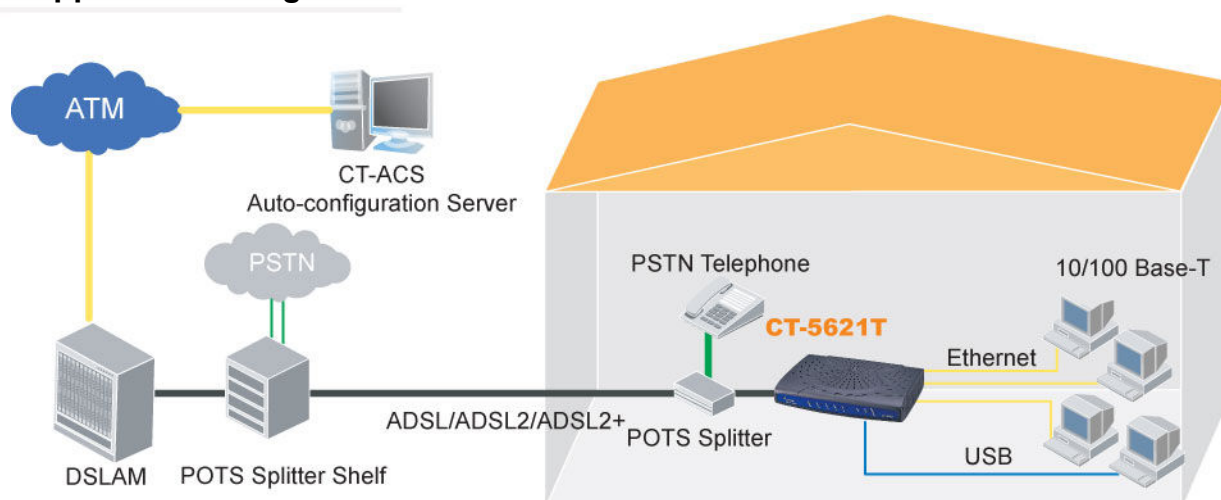 ATM
CT-ACS
Auto-configuration Server
PSTN
PSTN Telephone
10/100 Base-T
CT-5621T
Ethernet
ADSL/ADSL2/ADSL2+
POTS Splitter
USB
DSLAM
POTS Splitter Shelf